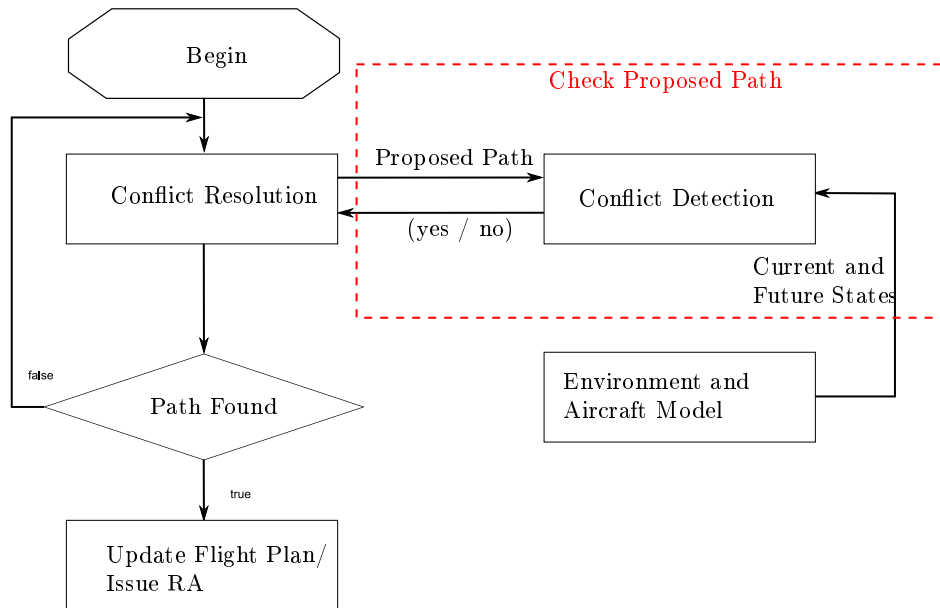 Begin
Check Proposed Path
Proposed Path
Conflict Resolution
Conflict Detection
(yes / no)
Current and
Future States
false
Path Found
Environment and
Aircraft Model
true
Update Flight Plan/
Issue RA